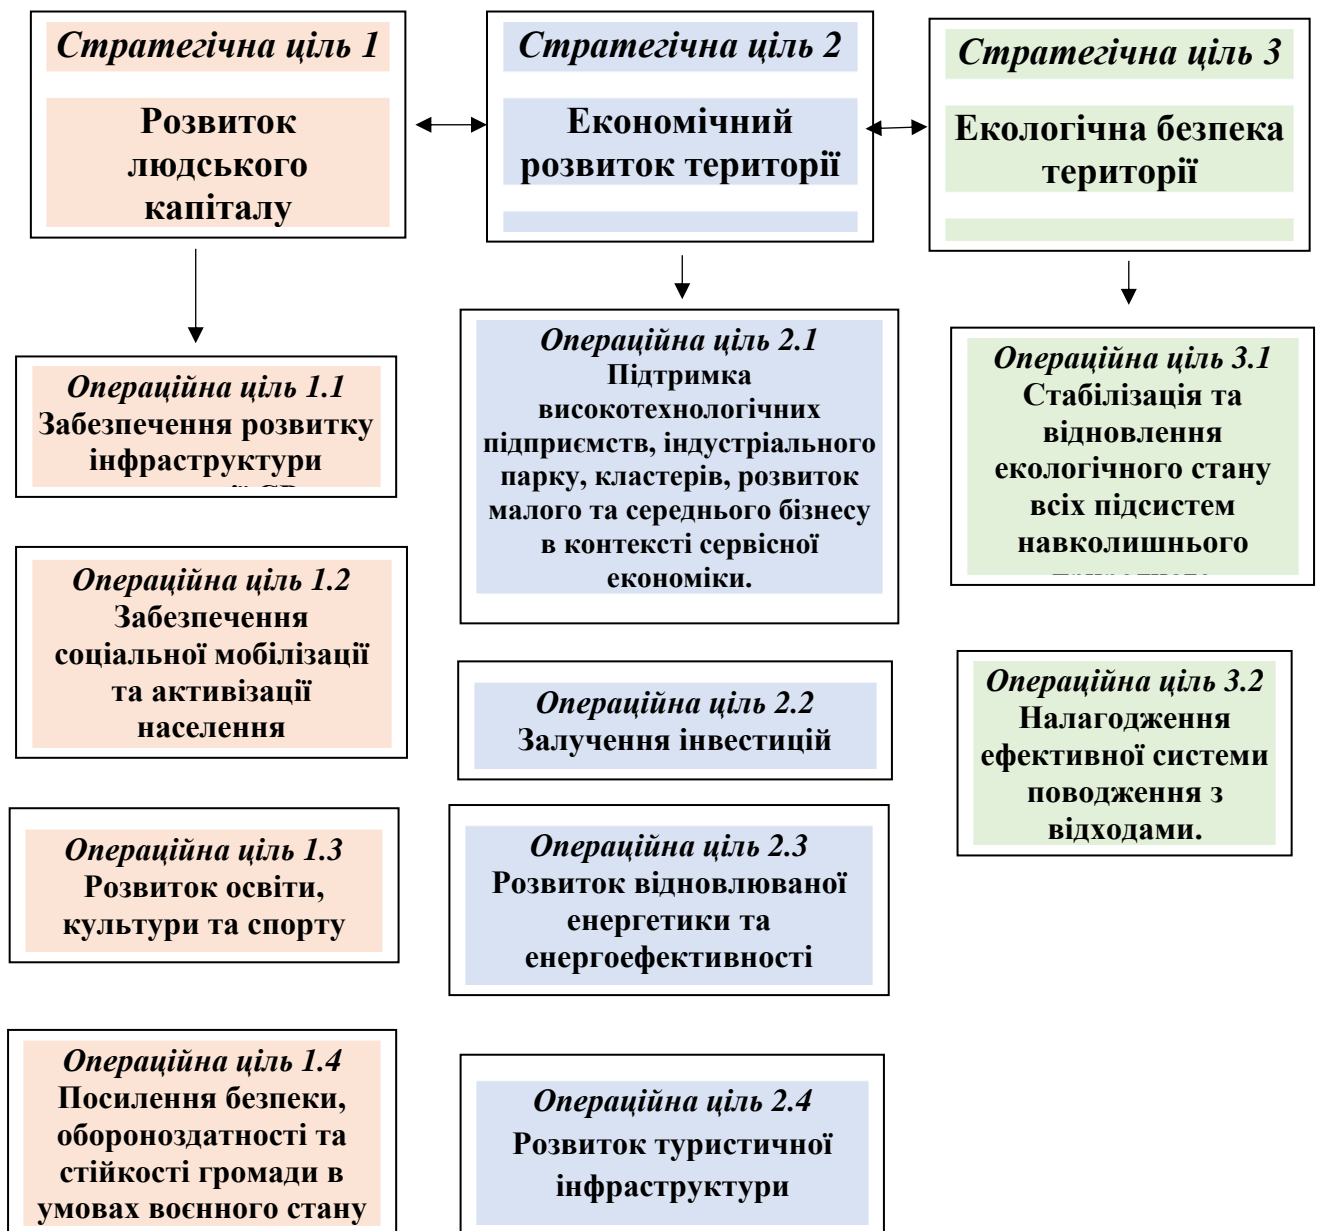 Стратегічна ціль 1
Розвиток
людського
капіталу
Стратегічна ціль 2
Економічний
розвиток території
Стратегічна ціль 3
Екологічна безпека
території
Операційна ціль 1.1
Забезпечення розвитку
інфраструктури
Операційна ціль 1.2
Забезпечення
соціальної мобілізації
та активізації
населення
Операційна ціль 1.3
Розвиток освіти,
культури та спорту
Операційна ціль 1.4
Посилення безпеки,
обороноздатності та
стійкості громади в
умовах воєнного стану
Операційна ціль 2.1
Підтримка
високотехнологічних
підприємств, індустріального
парку, кластерів, розвиток
малого та середнього бізнесу
в контексті сервісної
економіки.
Операційна ціль 2.2
Залучення інвестицій
Операційна ціль 2.3
Розвиток відновлюваної
енергетики та
енергоефективності
Операційна ціль 2.4
Розвиток туристичної
інфраструктури
Операційна ціль 3.1
Стабілізація та
відновлення
екологічного стану
всіх підсистем
навколишнього
Операційна ціль 3.2
Налагодження
ефективної системи
поводження з
відходами.